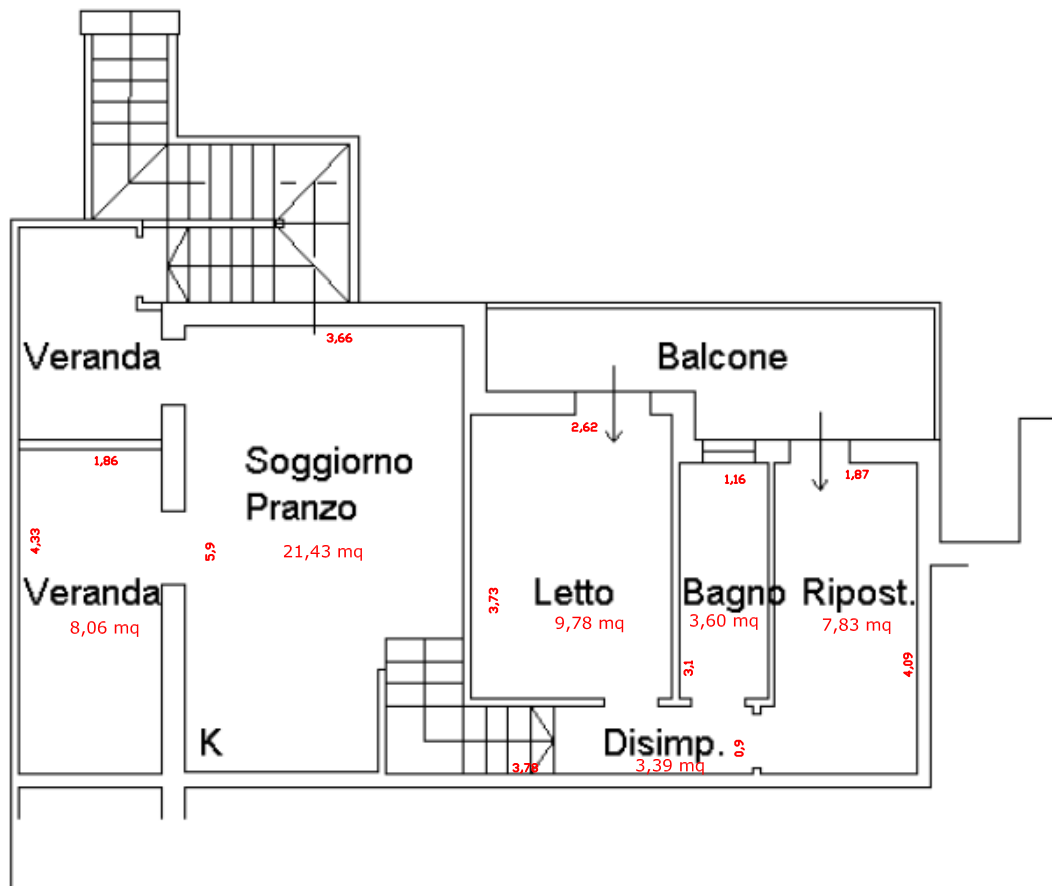 3,66
Veranda
Balcone
2,62
1,86
Soggiorno
Pranzo
1,16
1,87
4,33
5,9
21,43 mq
Veranda
8,06 mq
3,73
Letto
9,78 mq
Bagno
3,60 mq
Ripost.
7,83 mq
3,1
4,09
K
Disimp.
0,9
3,78
3,39 mq